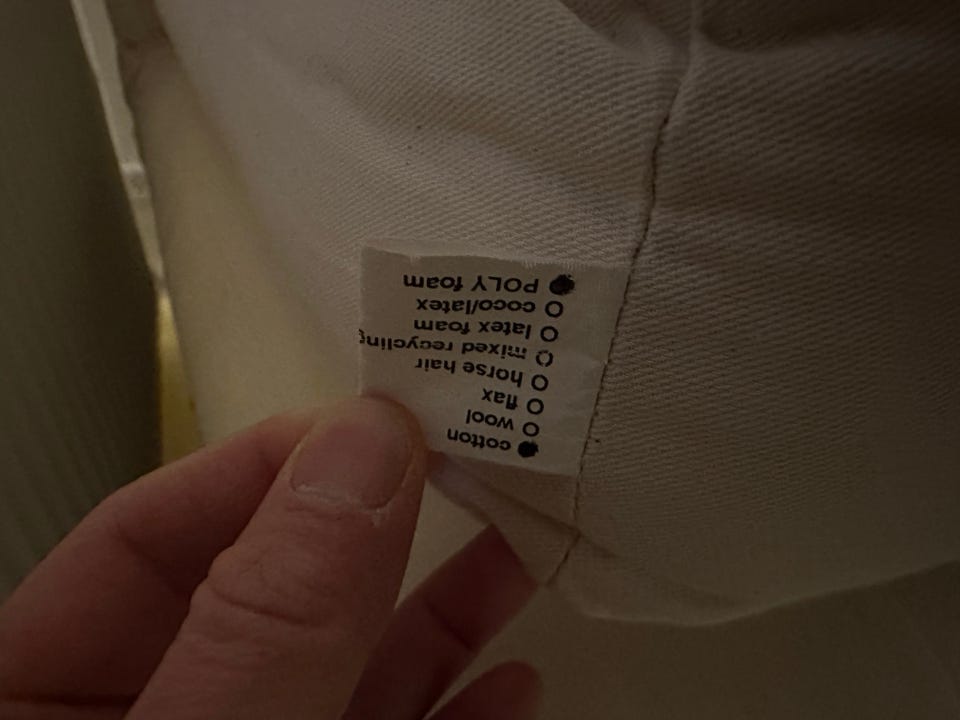 ● cotton
O wool
O flax
O horse hair
O mixed recycling
O latex foam
O coco/latex
● POLY foam